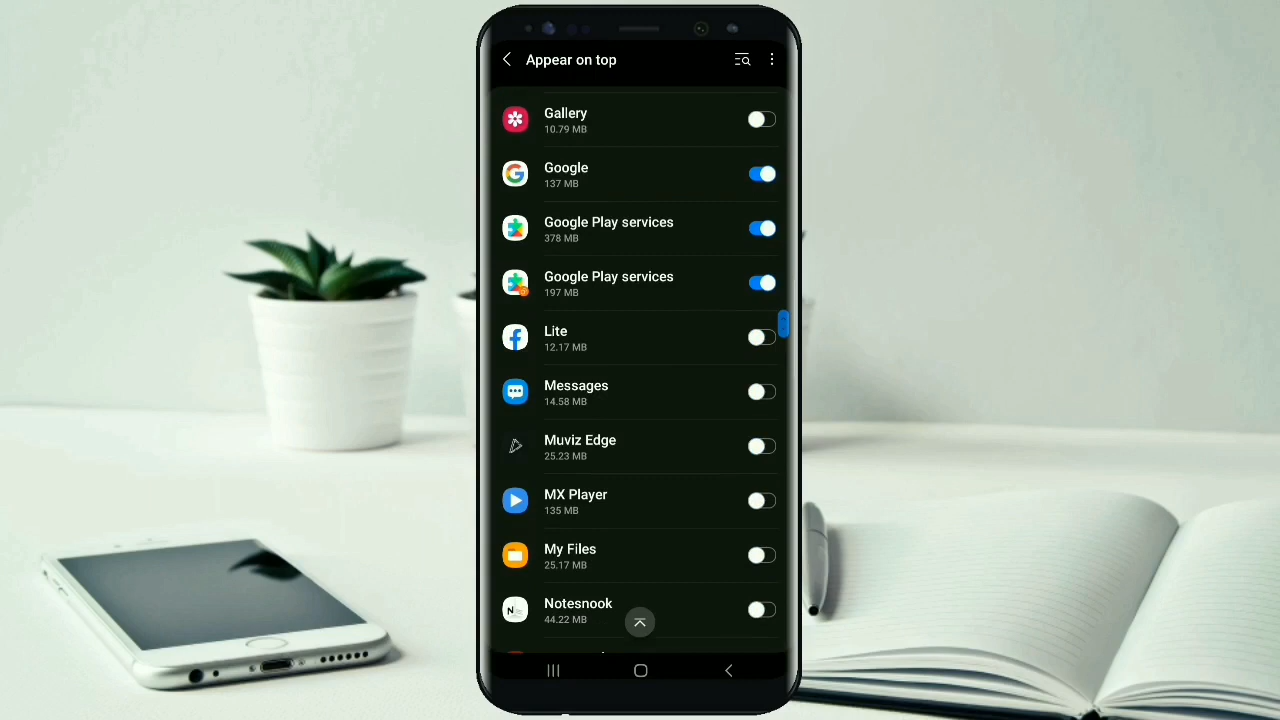 Appear on top
Gallery
10.79 MB
Google
137 MB
Google Play services
378 MB
Google Play services
197 MB
Lite
12.17 MB
Messages
14.58 MB
Muviz Edge
25.23 MB
MX Player
135 MB
My Files
25.17 MB
Notesnook
44.22 MB